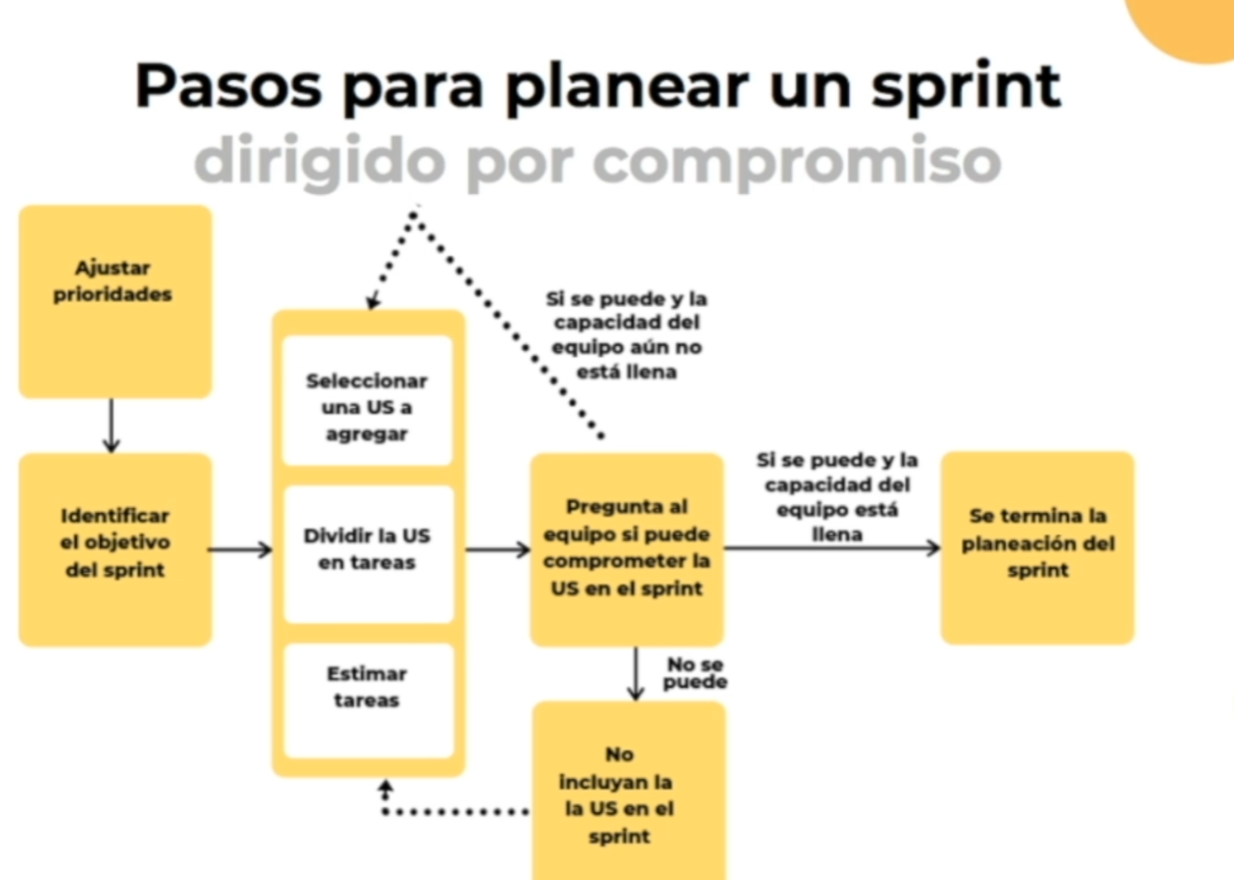 Pasos para planear un sprint
dirigido por compromiso
Ajustar
prioridades
Identificar
el objetivo
del sprint
Seleccionar
una US a
agregar
Dividir la US
en tareas
Estimar
tareas
Si se puede y la
capacidad del
equipo aún no
está llena
Pregunta al
equipo si puede
comprometer la
US en el sprint
Si se puede y la
capacidad del
equipo está
llena
Se termina la
planeación del
sprint
No se
puede
No
incluyan la
la US en el
sprint